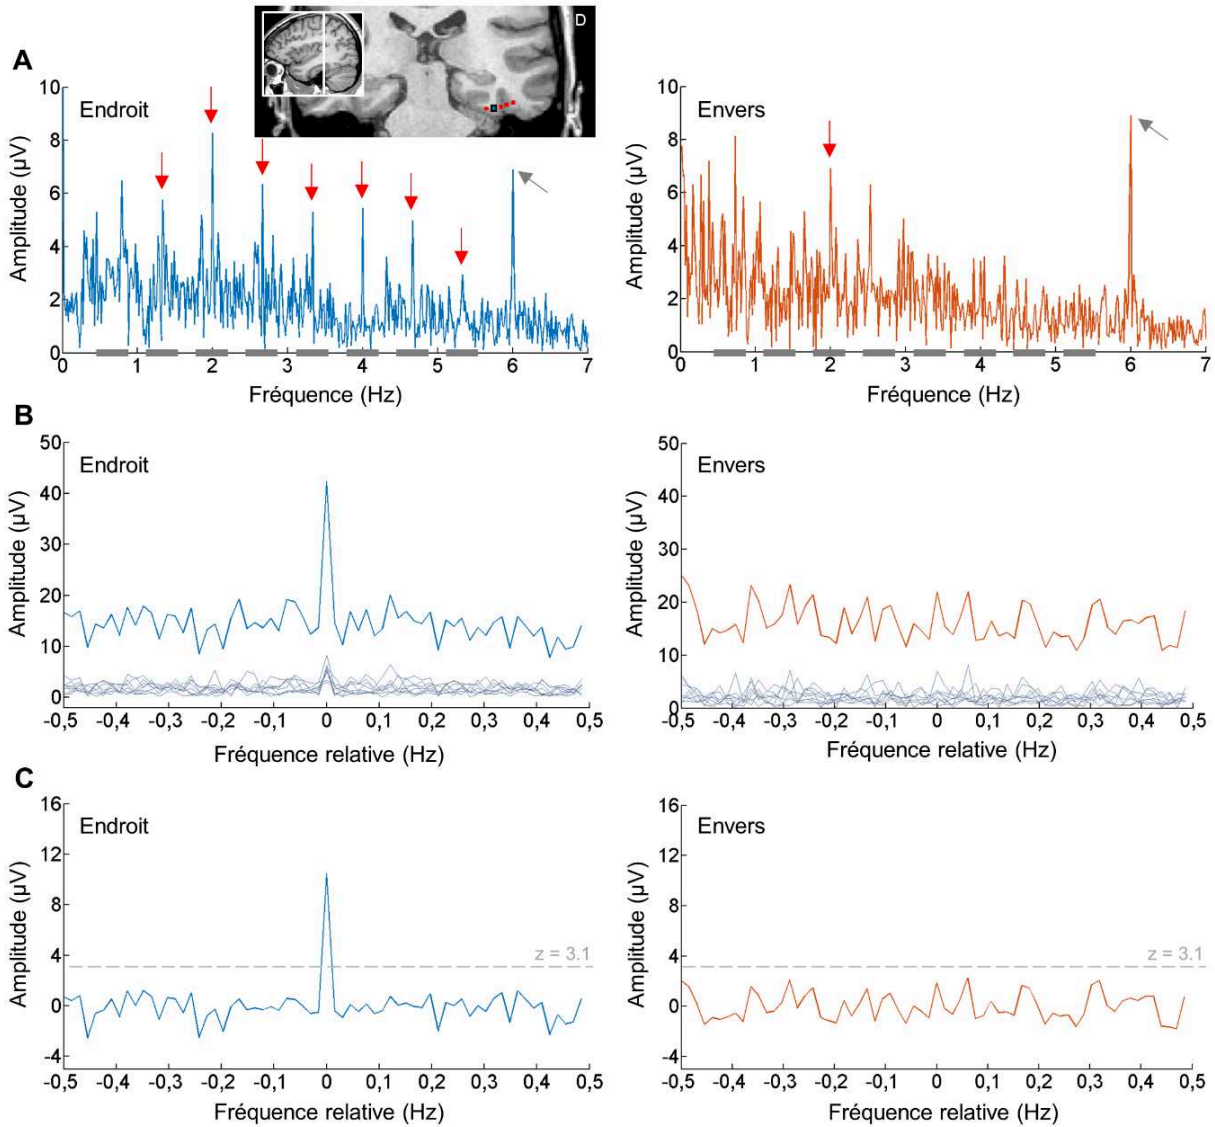 D
A
Endroit
Envers
10
8
6
4
2
0
Amplitude (µV)
0 1 2 3 4 5 6 7
Fréquence (Hz)
10
8
6
4
2
0
Amplitude (µV)
0 1 2 3 4 5 6 7
Fréquence (Hz)
B
Endroit
50
40
30
20
10
0
Amplitude (µV)
-0,5 -0,4 -0,3 -0,2 -0,1 0 0,1 0,2 0,3 0,4 0,5
Fréquence relative (Hz)
Envers
50
40
30
20
10
0
Amplitude (µV)
-0,5 -0,4 -0,3 -0,2 -0,1 0 0,1 0,2 0,3 0,4 0,5
Fréquence relative (Hz)
C
Endroit
16
12
8
4
0
-4
Amplitude (µV)
z = 3.1
-0,5 -0,4 -0,3 -0,2 -0,1 0 0,1 0,2 0,3 0,4 0,5
Fréquence relative (Hz)
Envers
16
12
8
4
0
-4
Amplitude (µV)
z = 3.1
-0,5 -0,4 -0,3 -0,2 -0,1 0 0,1 0,2 0,3 0,4 0,5
Fréquence relative (Hz)